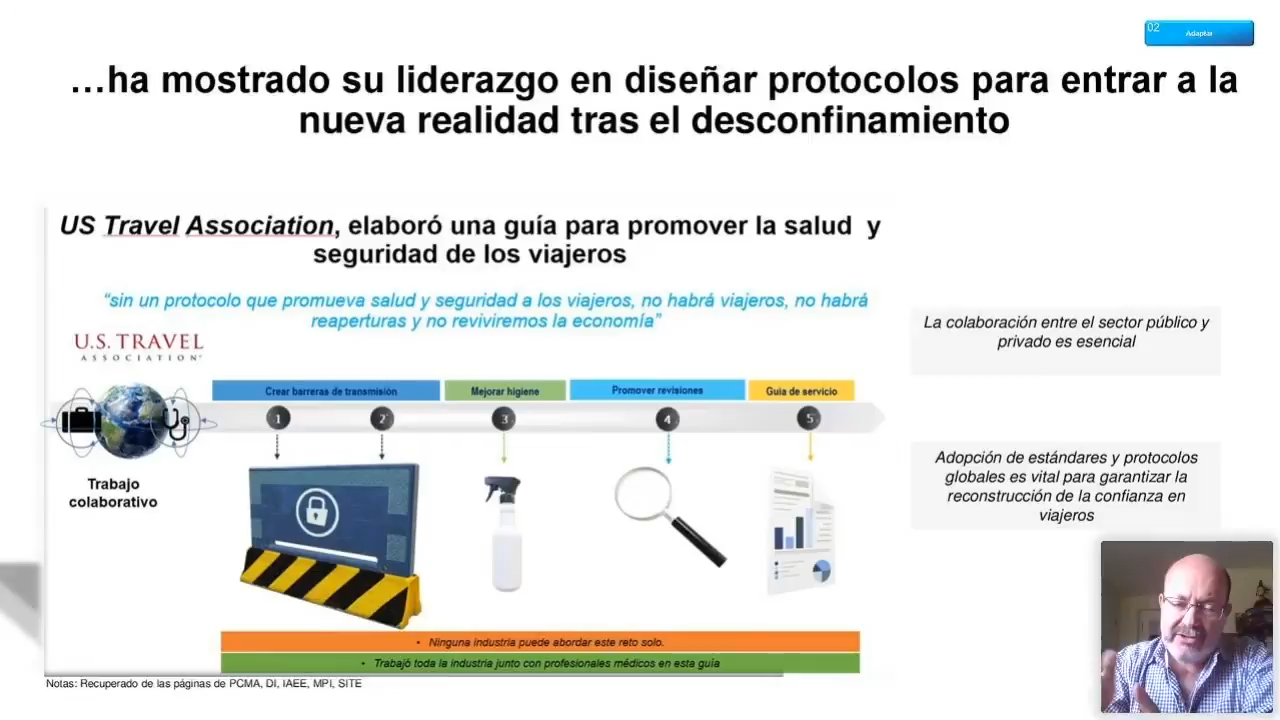 02
Adaptar
…ha mostrado su liderazgo en diseñar protocolos para entrar a la
nueva realidad tras el desconfinamiento
US Travel Association, elaboró una guía para promover la salud y
seguridad de los viajeros
“sin un protocolo que promueva salud y seguridad a los viajeros, no habrá viajeros, no habrá
reaperturas y no reviviremos la economía”
U.S. TRAVEL
ASSOCIATION
Crear barreras de transmisión
Mejorar higiene
Promover revisiones
Guia de servicio
1
2
3
4
5
Trabajo
colaborativo
La colaboración entre el sector público y
privado es esencial
Adopción de estándares y protocolos
globales es vital para garantizar la
reconstrucción de la confianza en
viajeros
• Ninguna industria puede abordar este reto solo.
• Trabajó toda la industria junto con profesionales médicos en esta guía
Notas: Recuperado de las páginas de PCMA, DI, IAEE, MPI, SITE